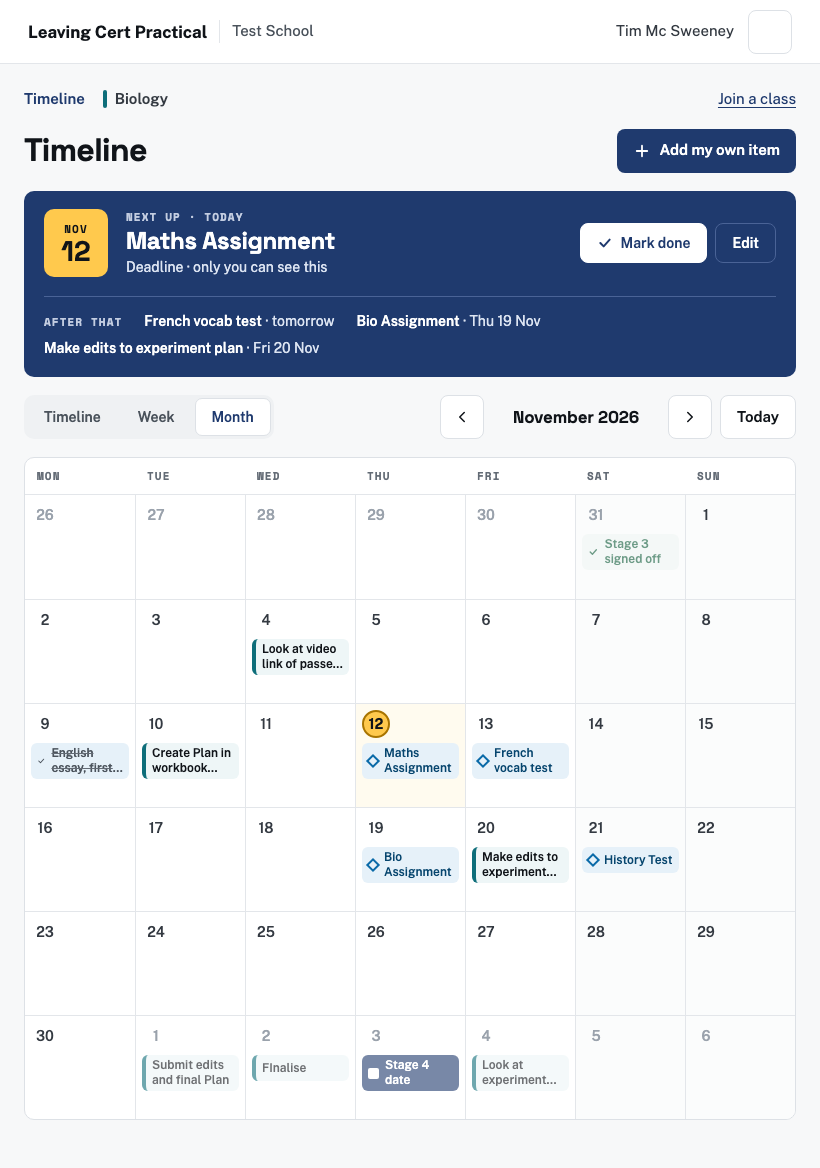 Leaving Cert Practical
Test School
Tim Mc Sweeney
Timeline
Biology
Join a class
Timeline
Add my own item
NOV
12
NEXT UP · TODAY
Maths Assignment
Deadline · only you can see this
Mark done
Edit
AFTER THAT
French vocab test · tomorrow
Bio Assignment · Thu 19 Nov
Make edits to experiment plan · Fri 20 Nov
Timeline
Week
Month
November 2026
Today
MON TUE WED THU FRI SAT SUN
26 27 28 29 30 31 1
Stage 3
signed off
2 3 4 5 6 7 8
Look at video
link of passe...
9 10 11 12 13 14 15
English
essay, first...
Create Plan in
workbook...
Maths
Assignment
French
vocab test
16 17 18 19 20 21 22
Bio
Assignment
Make edits to
experiment...
History Test
23 24 25 26 27 28 29
30 1 2 3 4 5 6
Submit edits
and final Plan
Finalise
Stage 4
date
Look at
experiment...